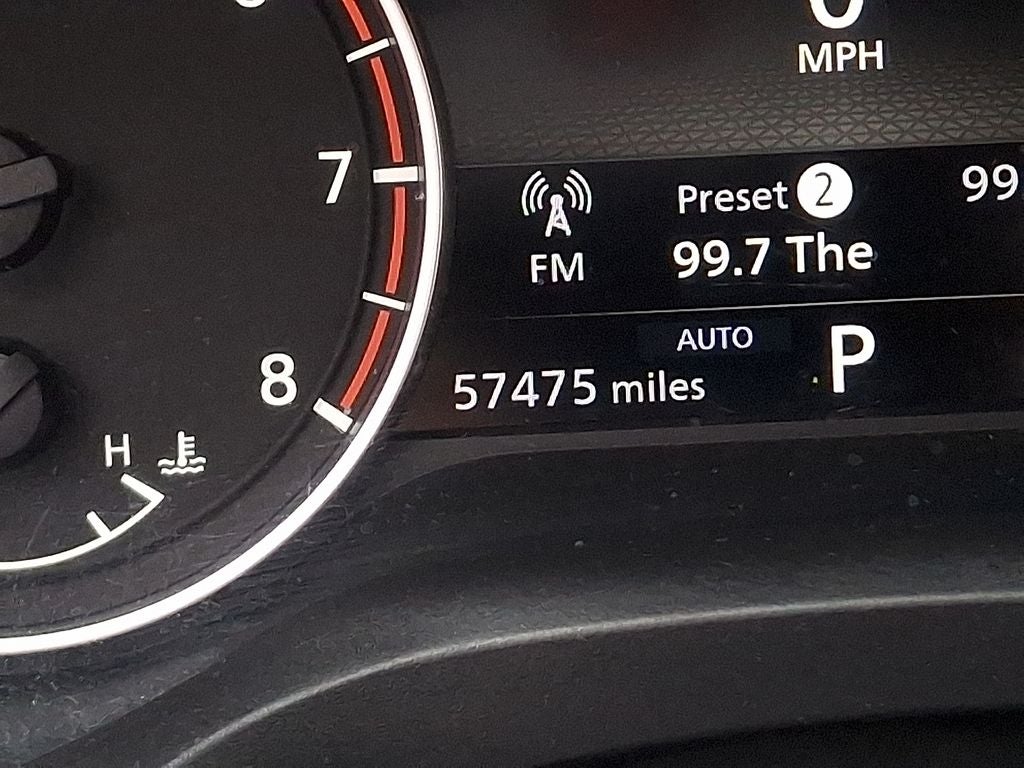 MPH
7
Preset 2
99
FM
99.7 The
AUTO
P
8
57475 miles
H